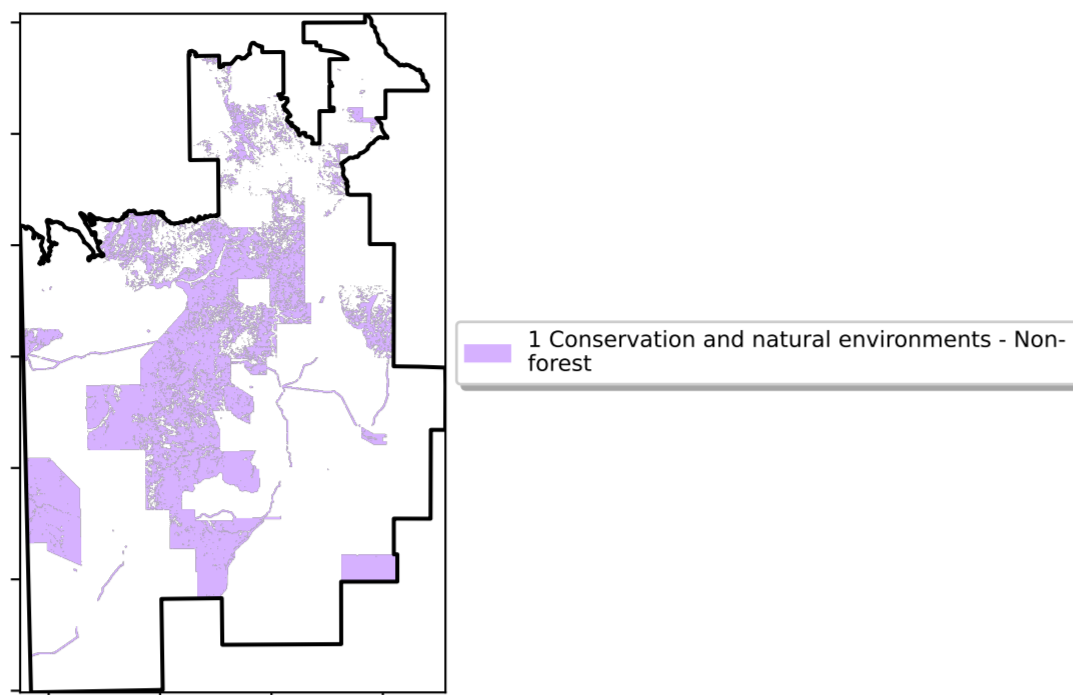 1 Conservation and natural environments - Non-
forest